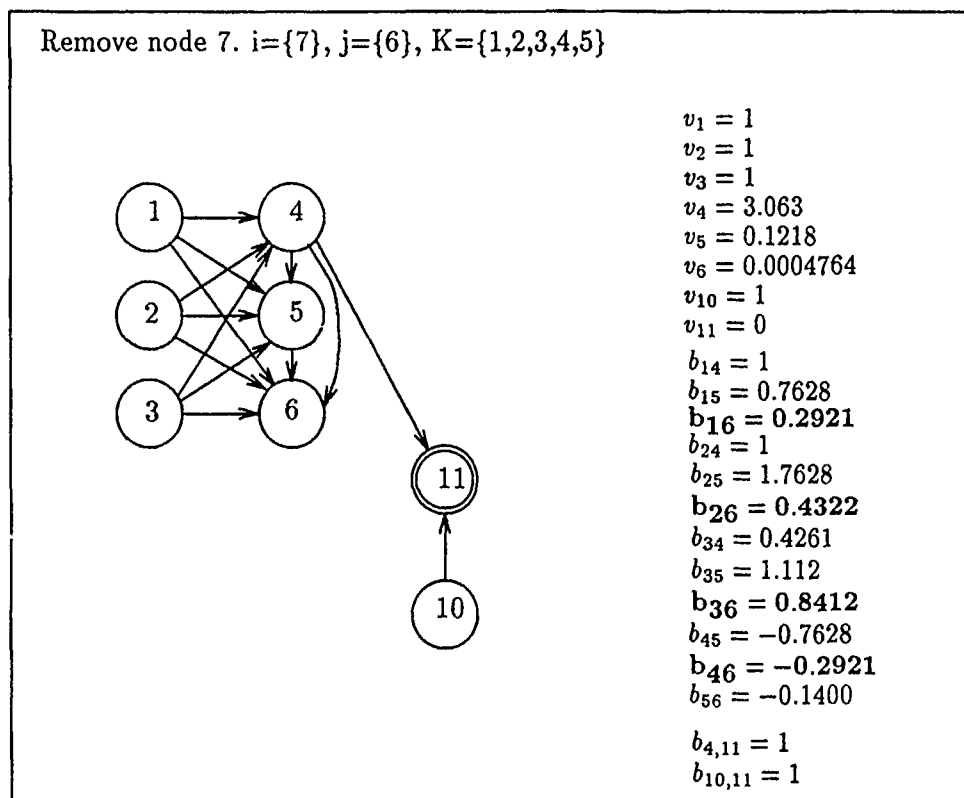 Remove node 7. i={7}, j={6}, K={1,2,3,4,5}
v₁ = 1
v₂ = 1
v₃ = 1
v₄ = 3.063
v₅ = 0.1218
v₆ = 0.0004764
v₁₀ = 1
v₁₁ = 0
b₁₄ = 1
b₁₅ = 0.7628
b₁₆ = 0.2921
b₂₄ = 1
b₂₅ = 1.7628
b₂₆ = 0.4322
b₃₄ = 0.4261
b₃₅ = 1.112
b₃₆ = 0.8412
b₄₅ = −0.7628
b₄₆ = −0.2921
b₅₆ = −0.1400
b₄,₁₁ = 1
b₁₀,₁₁ = 1
1
4
2
5
3
6
11
10